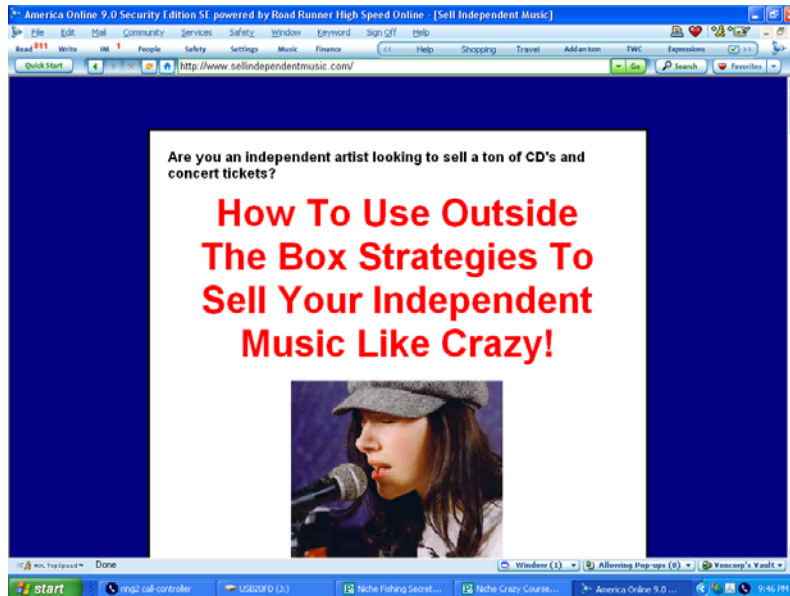 America Online 9.0 Security Edition SE powered by Road Runner High Speed Online - [Sell Independent Music]
File Edit Mail Community Services Safety Window Keyword Sign Off Help
Read 811 Write IM 1 People Safety Settings Music Finance << Help Shopping Travel Add an Icon TWC Expressions >>
Quick Start http://www.sellindependentmusic.com/ Go Search Favorites
Are you an independent artist looking to sell a ton of CD's and
concert tickets?
How To Use Outside
The Box Strategies To
Sell Your Independent
Music Like Crazy!
AOL TopSpeed Done Window (1) Allowing Pop-ups (0) Voncorp's Vault
start ring2 call-controller USB20FD (J:) Niche Fishing Secret... Niche Crazy Course... America Online 9.0 ... 9:46 PM